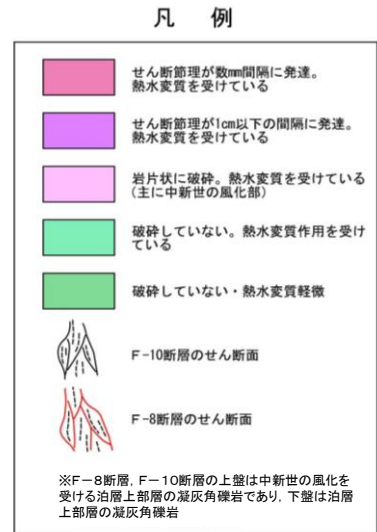 凡 例
せん断節理が数mm間隔に発達。
熱水変質を受けている
せん断節理が1cm以下の間隔に発達。
熱水変質を受けている
岩片状に破砕。熱水変質を受けている
(主に中新世の風化部)
破砕していない。熱水変質作用を受け
ている
破砕していない・熱水変質軽微
F-10断層のせん断面
F-8断層のせん断面
※F-8断層,F-10断層の上盤は中新世の風化を
受ける泊層上部層の凝灰角礫岩であり,下盤は泊層
上部層の凝灰角礫岩